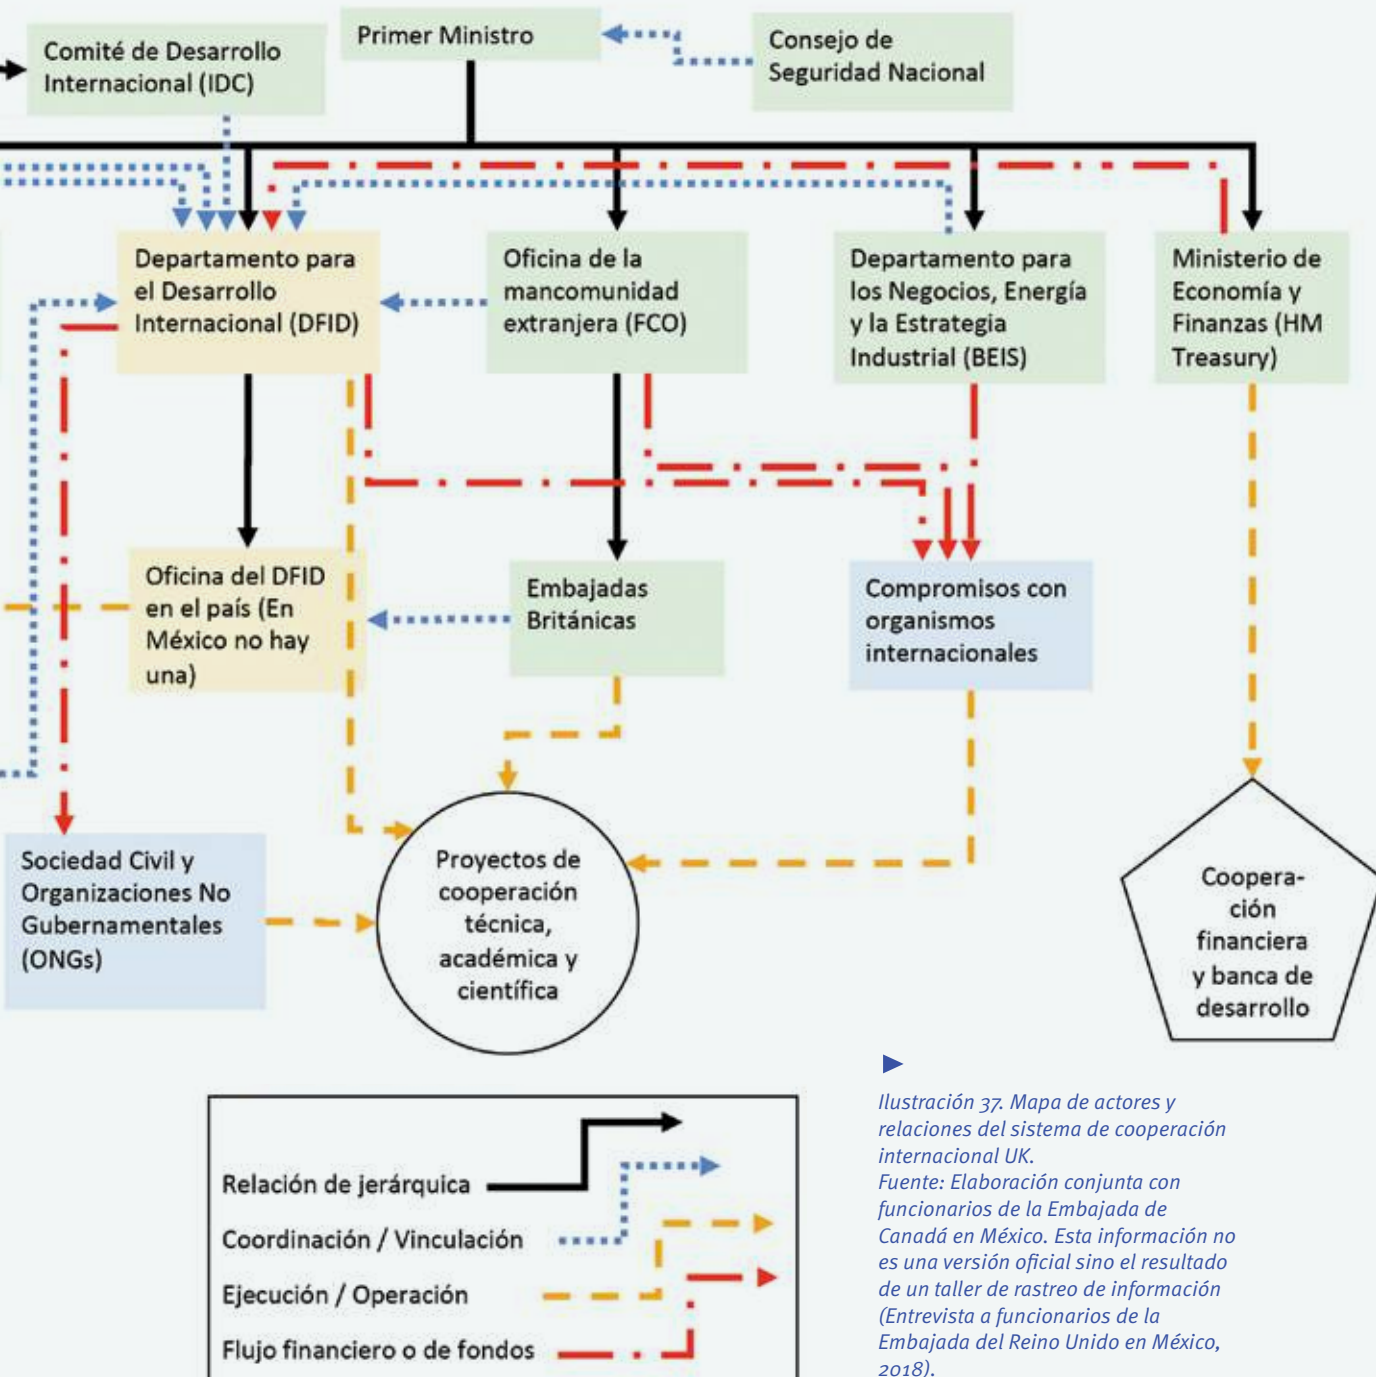 Comité de Desarrollo
Internacional (IDC)
Primer Ministro
Consejo de
Seguridad Nacional
Departamento para
el Desarrollo
Internacional (DFID)
Oficina de la
mancomunidad
extranjera (FCO)
Departamento para
los Negocios, Energía
y la Estrategia
Industrial (BEIS)
Ministerio de
Economía y
Finanzas (HM
Treasury)
Oficina del DFID
en el país (En
México no hay
una)
Embajadas
Británicas
Compromisos con
organismos
internacionales
Sociedad Civil y
Organizaciones No
Gubernamentales
(ONGs)
Proyectos de
cooperación
técnica,
académica y
científica
Coopera-
ción
financiera
y banca de
desarrollo
Relación de jerárquica
Coordinación / Vinculación
Ejecución / Operación
Flujo financiero o de fondos
Ilustración 37. Mapa de actores y
relaciones del sistema de cooperación
internacional UK.
Fuente: Elaboración conjunta con
funcionarios de la Embajada de
Canadá en México. Esta información no
es una versión oficial sino el resultado
de un taller de rastreo de información
(Entrevista a funcionarios de la
Embajada del Reino Unido en México,
2018).